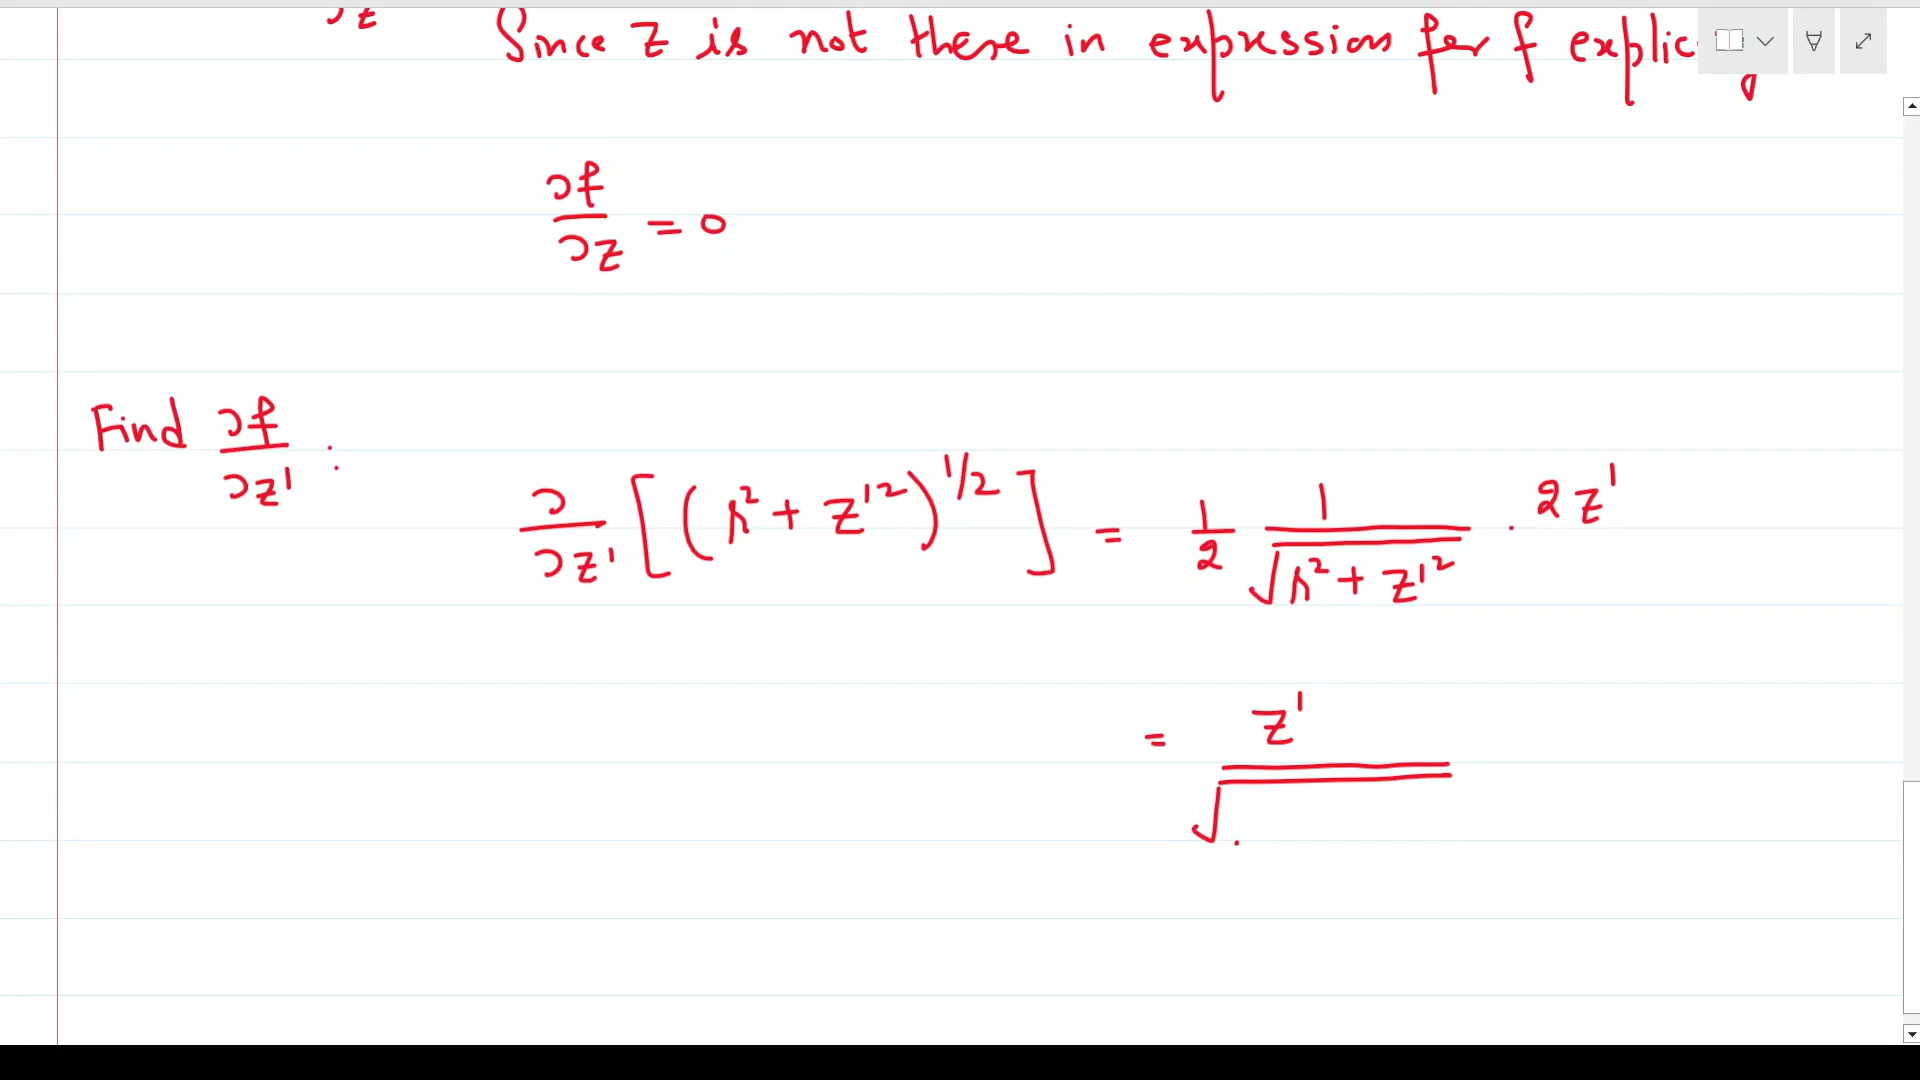 ∂z Since z is not there in expression for f explic
∂f/∂z = 0
Find ∂f/∂z' :
∂/∂z' [(r² + z'²)^1/2] = 1/2 1/√(r² + z'²) . 2z'
= z'/√